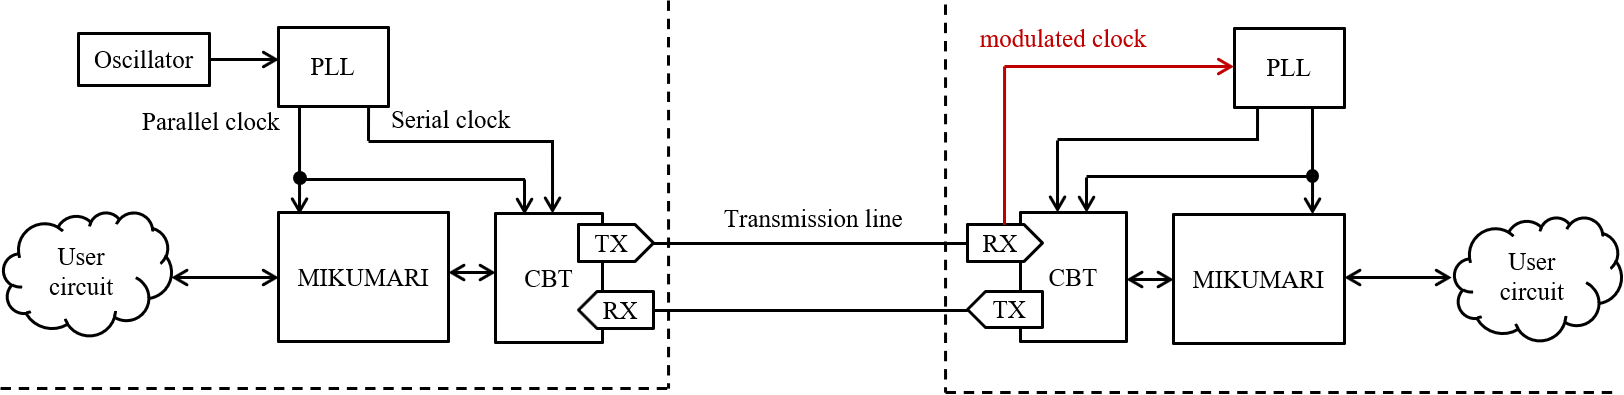 Oscillator
PLL
Parallel clock
Serial clock
User
circuit
MIKUMARI
CBT
TX
RX
Transmission line
modulated clock
PLL
RX
TX
CBT
MIKUMARI
User
circuit